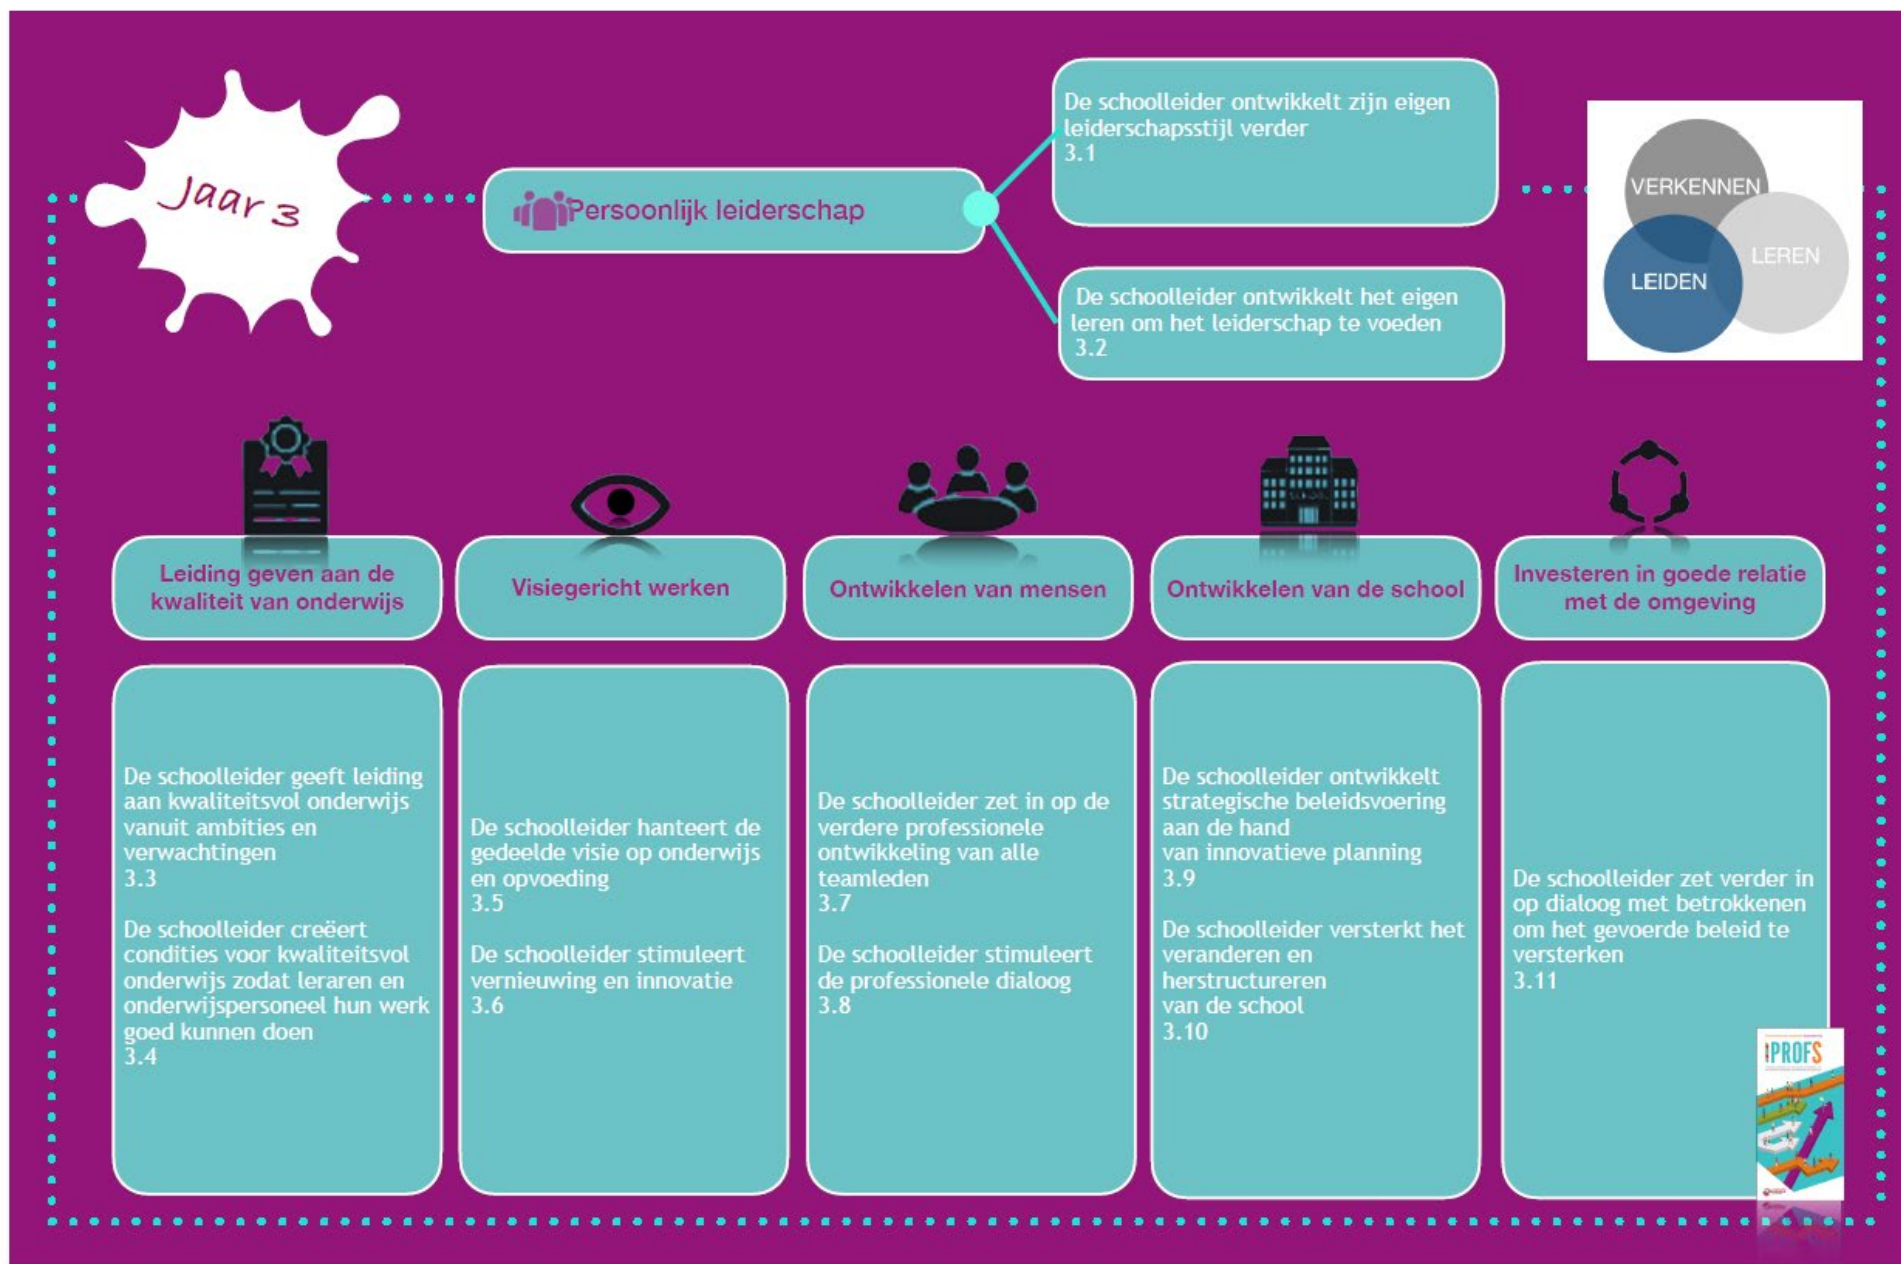 Jaar 3
Persoonlijk leiderschap
De schoolleider ontwikkelt zijn eigen
leiderschapsstijl verder
3.1
De schoolleider ontwikkelt het eigen
leren om het leiderschap te voeden
3.2
VERKENNEN
LEREN
LEIDEN
SCHOOL
Leiding geven aan de
kwaliteit van onderwijs
Visiegericht werken
Ontwikkelen van mensen
Ontwikkelen van de school
Investeren in goede relatie
met de omgeving
De schoolleider geeft leiding
aan kwaliteitsvol onderwijs
vanuit ambities en
verwachtingen
3.3
De schoolleider creëert
condities voor kwaliteitsvol
onderwijs zodat leraren en
onderwijspersoneel hun werk
goed kunnen doen
3.4
De schoolleider hanteert de
gedeelde visie op onderwijs
en opvoeding
3.5
De schoolleider stimuleert
vernieuwing en innovatie
3.6
De schoolleider zet in op de
verdere professionele
ontwikkeling van alle
teamleden
3.7
De schoolleider stimuleert
de professionele dialoog
3.8
De schoolleider ontwikkelt
strategische beleidsvoering
aan de hand
van innovatieve planning
3.9
De schoolleider versterkt het
veranderen en
herstructureren
van de school
3.10
De schoolleider zet verder in
op dialoog met betrokkenen
om het gevoerde beleid te
versterken
3.11
PROFS